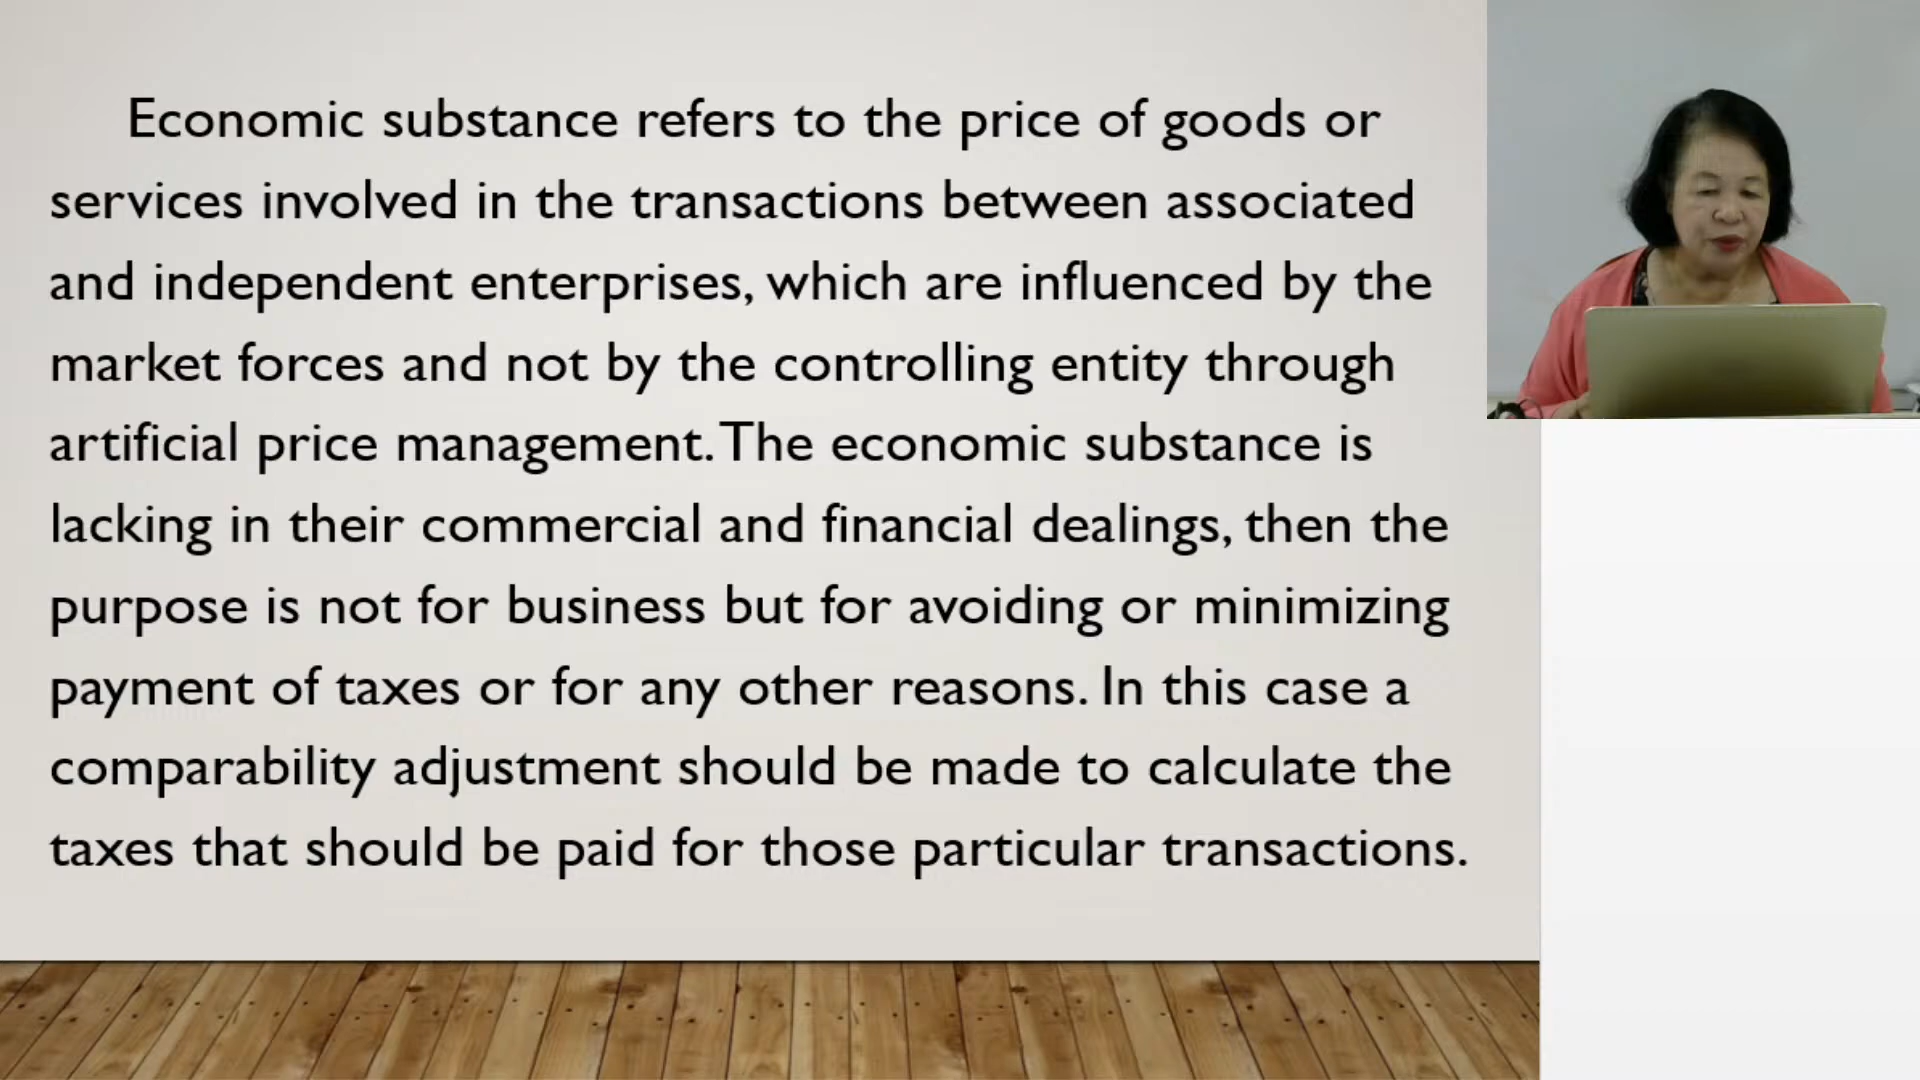 Economic substance refers to the price of goods or
services involved in the transactions between associated
and independent enterprises, which are influenced by the
market forces and not by the controlling entity through
artificial price management. The economic substance is
lacking in their commercial and financial dealings, then the
purpose is not for business but for avoiding or minimizing
payment of taxes or for any other reasons. In this case a
comparability adjustment should be made to calculate the
taxes that should be paid for those particular transactions.